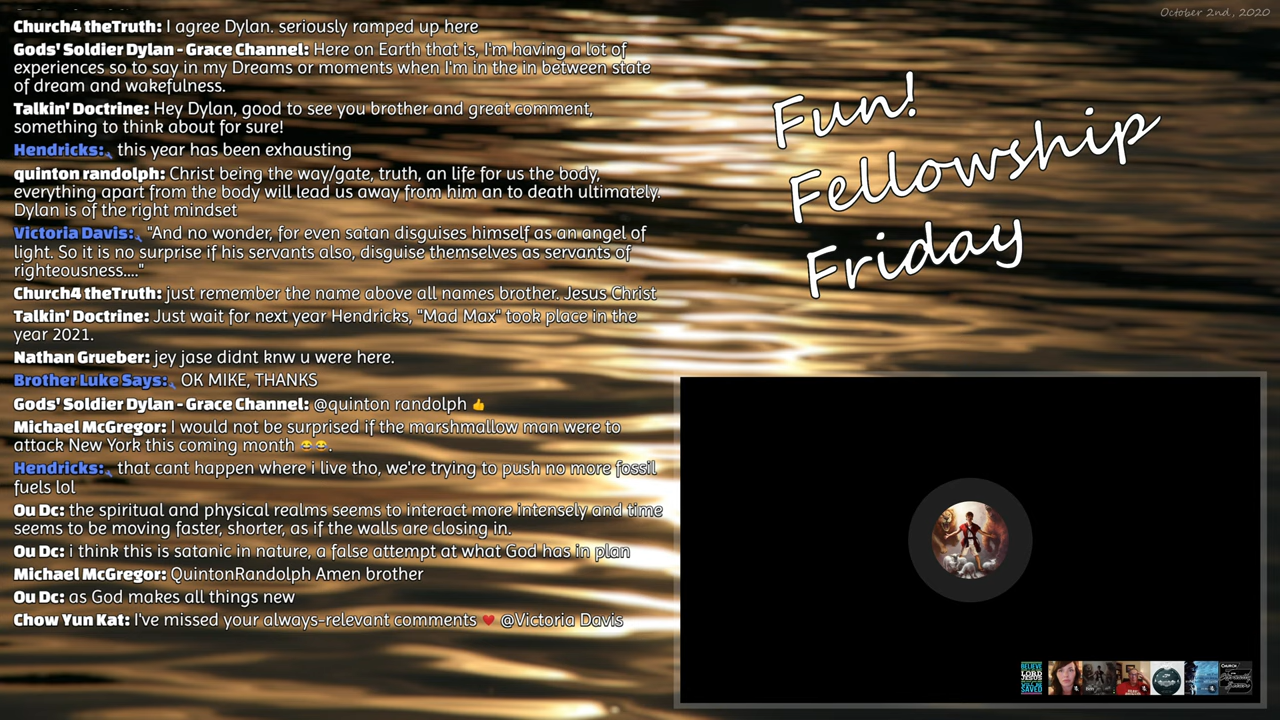 October 2nd, 2020
Church4 theTruth: I agree Dylan. seriously ramped up here
Gods' Soldier Dylan - Grace Channel: Here on Earth that is, I'm having a lot of
experiences so to say in my Dreams or moments when I'm in the in between state
of dream and wakefulness.
Talkin' Doctrine: Hey Dylan, good to see you brother and great comment,
something to think about for sure!
Hendricks: this year has been exhausting
quinton randolph: Christ being the way/gate, truth, an life for us the body,
everything apart from the body will lead us away from him an to death ultimately.
Dylan is of the right mindset
Victoria Davis: "And no wonder, for even satan disguises himself as an angel of
light. So it is no surprise if his servants also, disguise themselves as servants of
righteousness...."
Church4 theTruth: just remember the name above all names brother. Jesus Christ
Talkin' Doctrine: Just wait for next year Hendricks, "Mad Max" took place in the
year 2021.
Nathan Grueber: jey jase didnt knw u were here.
Brother Luke Says: OK MIKE, THANKS
Gods' Soldier Dylan - Grace Channel: @quinton randolph 👍
Michael McGregor: I would not be surprised if the marshmallow man were to
attack New York this coming month 😂😂.
Hendricks: that cant happen where i live tho, we're trying to push no more fossil
fuels lol
Ou Dc: the spiritual and physical realms seems to interact more intensely and time
seems to be moving faster, shorter, as if the walls are closing in.
Ou Dc: i think this is satanic in nature, a false attempt at what God has in plan
Michael McGregor: QuintonRandolph Amen brother
Ou Dc: as God makes all things new
Chow Yun Kat: I've missed your always-relevant comments ❤️ @Victoria Davis
Fun!
Fellowship
Friday
BELIEVE
LORD
JESUS
SAVED
CHURCH